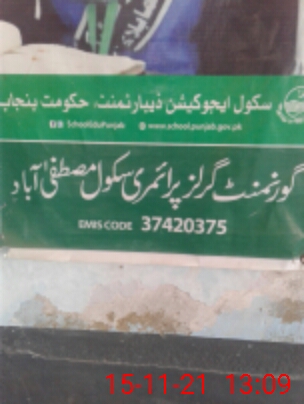 سکول ایجوکیشن ڈیپارٹمنٹ، حکومت پنجاب
SchoolEduPunjab www.school.punjab.gov.pk
گورنمنٹ گرلز پرائمری سکول مصطفیٰ آباد
EMIS CODE 37420375
15-11-21 13:09